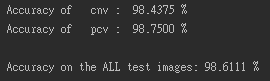 Accuracy of   cnv :  98.4375 %
Accuracy of   pcv :  98.7500 %
Accuracy on the ALL test images: 98.6111 %